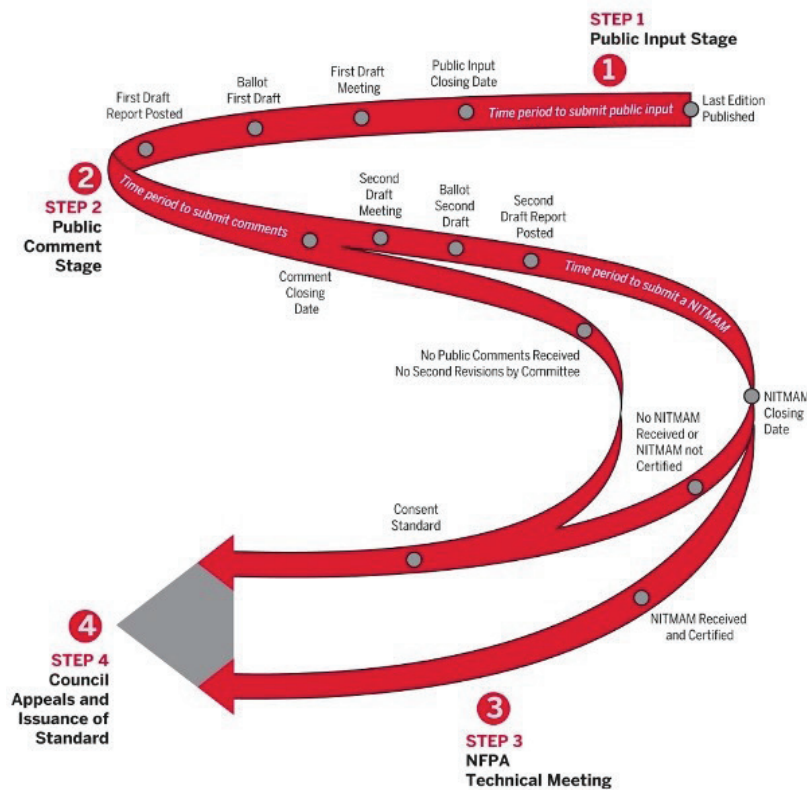 STEP 1
Public Input Stage
1
Public Input
Closing Date
First Draft
Meeting
Ballot
First Draft
First Draft
Report Posted
Time period to submit public input
Last Edition
Published
2
STEP 2
Public
Comment
Stage
Time period to submit comments
Second
Draft
Meeting
Ballot
Second
Draft
Second
Draft Report
Posted
Time period to submit a NITMAM
Comment
Closing
Date
No Public Comments Received
No Second Revisions by Committee
NITMAM
Closing
Date
No NITMAM
Received or
NITMAM not
Certified
Consent
Standard
NITMAM Received
and Certified
3
STEP 3
NFPA
Technical Meeting
4
STEP 4
Council
Appeals and
Issuance of
Standard